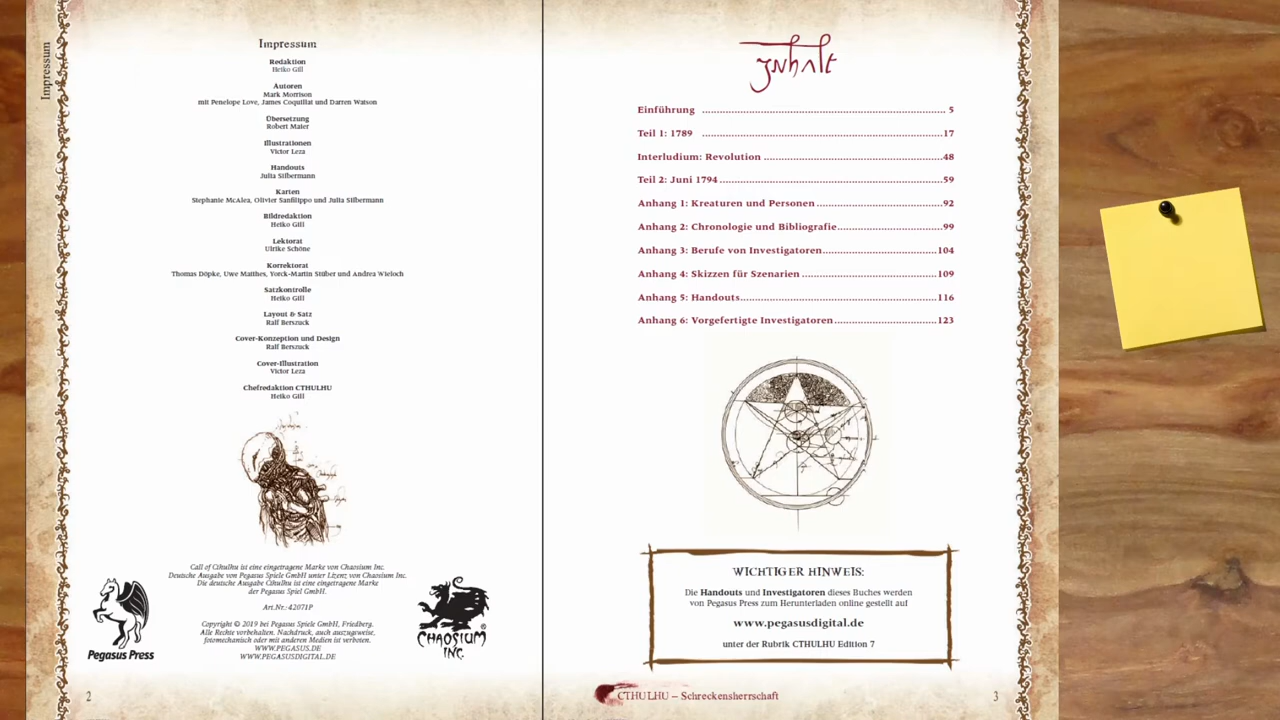 Impressum
Impressum
Redaktion
Heiko Gill
Autoren
Mark Morrison
mit Penelope Love, James Coquillat und Darren Watson
Übersetzung
Robert Maier
Illustrationen
Victor Leza
Handouts
Julia Silbermann
Karten
Stephanie McAlea, Olivier Sanfilippo und Julia Silbermann
Bildredaktion
Heiko Gill
Lektorat
Ulrike Schöne
Korrektorat
Thomas Döpke, Uwe Matthes, Yorck-Martin Stüber und Andrea Wieloch
Satzkontrolle
Heiko Gill
Layout & Satz
Ralf Berszuck
Cover-Konzeption und Design
Ralf Berszuck
Cover-Illustration
Victor Leza
Chefredaktion CTHULHU
Heiko Gill
Call of Cthulhu ist eine eingetragene Marke von Chaosium Inc.
Deutsche Ausgabe von Pegasus Spiele GmbH unter Lizenz von Chaosium Inc.
Die deutsche Ausgabe Cthulhu ist eine eingetragene Marke
der Pegasus Spiel GmbH.
Art.Nr.: 42071P
Copyright © 2019 bei Pegasus Spiele GmbH, Friedberg.
Alle Rechte vorbehalten. Nachdruck, auch auszugsweise,
fotomechanisch oder mit anderen Medien ist verboten.
WWW.PEGASUS.DE
WWW.PEGASUSDIGITAL.DE
Pegasus Press
CHAOSIUM ®
INC.
2
Inhalt
Einführung ........ 5
Teil 1: 1789 ........ 17
Interludium: Revolution ........ 48
Teil 2: Juni 1794 ........ 59
Anhang 1: Kreaturen und Personen ........ 92
Anhang 2: Chronologie und Bibliografie ........ 99
Anhang 3: Berufe von Investigatoren ........ 104
Anhang 4: Skizzen für Szenarien ........ 109
Anhang 5: Handouts ........ 116
Anhang 6: Vorgefertigte Investigatoren ........ 123
WICHTIGER HINWEIS:
Die Handouts und Investigatoren dieses Buches werden
von Pegasus Press zum Herunterladen online gestellt auf
www.pegasusdigital.de
unter der Rubrik CTHULHU Edition 7
CTHULHU – Schreckensherrschaft
3